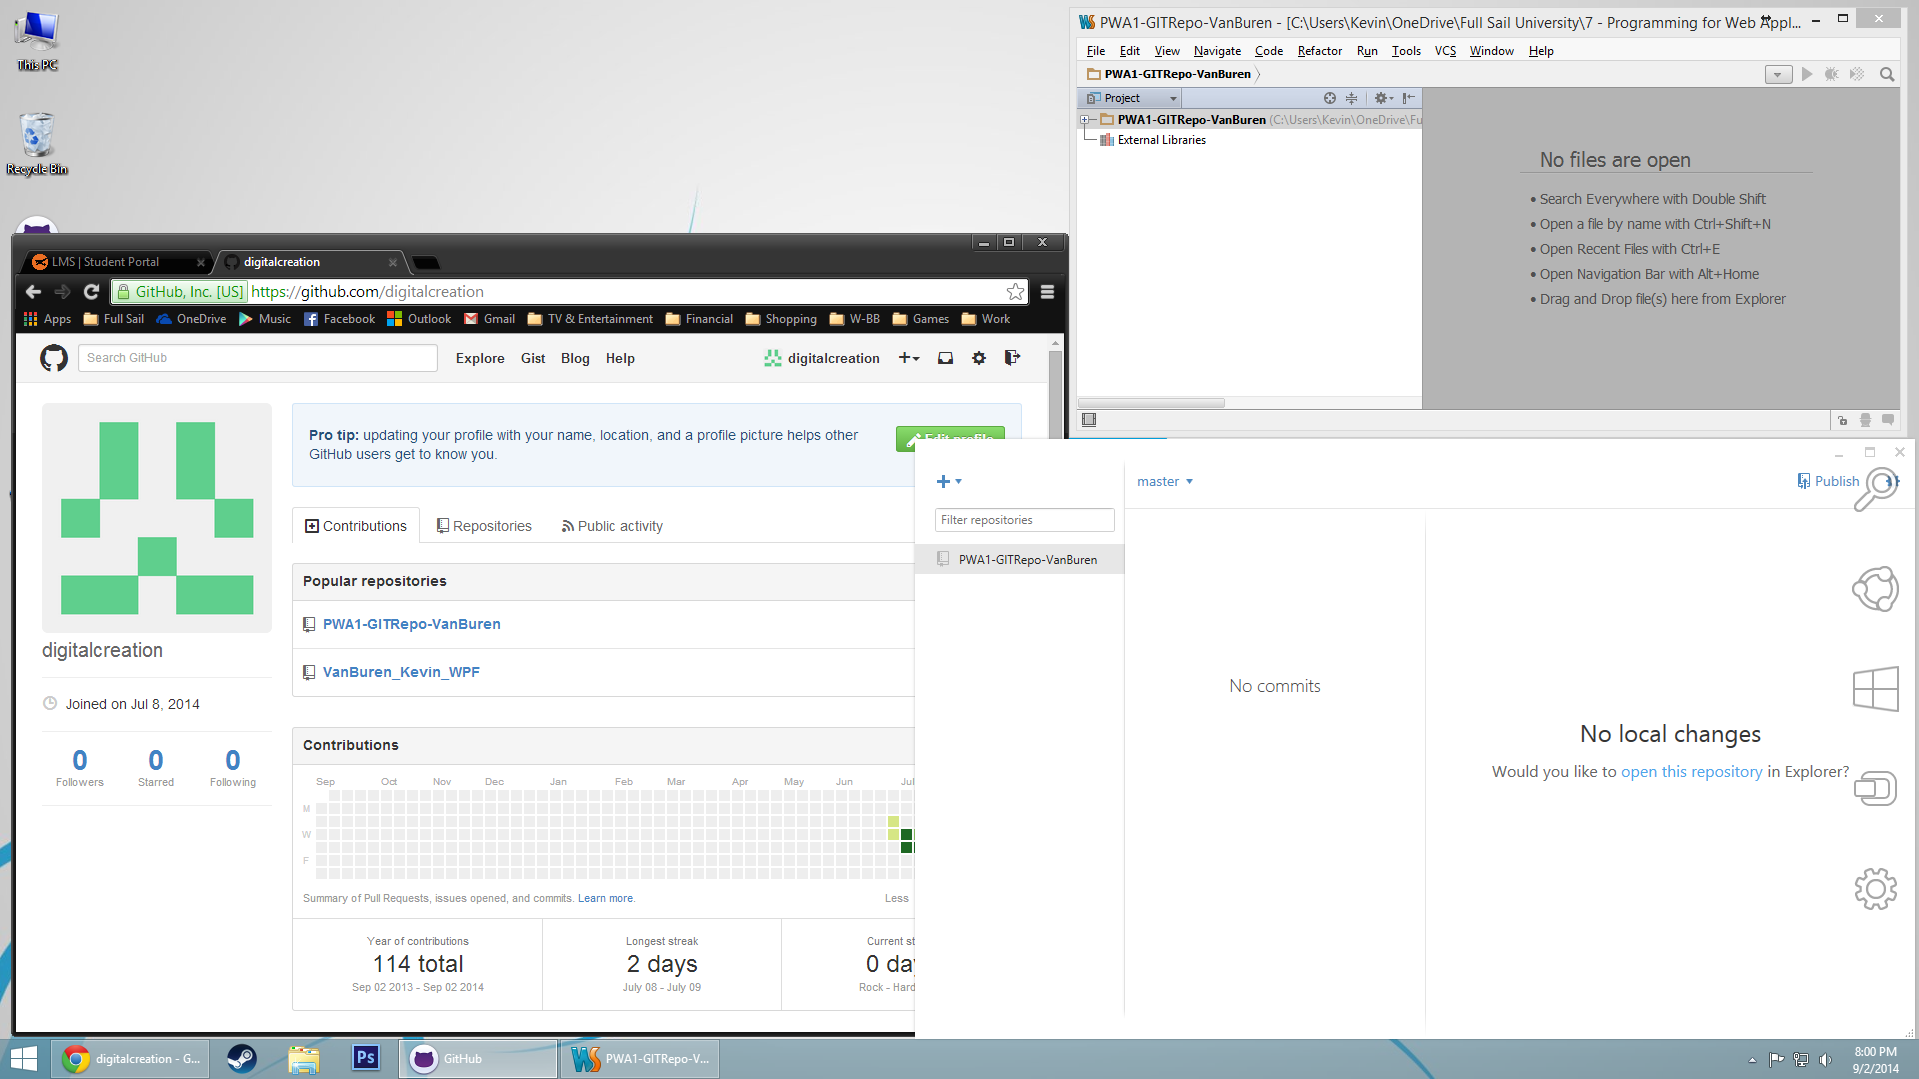 This PC
Recycle Bin
PWA1-GITRepo-VanBuren - [C:\Users\Kevin\OneDrive\Full Sail University\7 - Programming for Web Appl...
File Edit View Navigate Code Refactor Run Tools VCS Window Help
PWA1-GITRepo-VanBuren
Project
PWA1-GITRepo-VanBuren (C:\Users\Kevin\OneDrive\Fu
External Libraries
No files are open
• Search Everywhere with Double Shift
• Open a file by name with Ctrl+Shift+N
• Open Recent Files with Ctrl+E
• Open Navigation Bar with Alt+Home
• Drag and Drop file(s) here from Explorer
LMS | Student Portal
digitalcreation
GitHub, Inc. [US] https://github.com/digitalcreation
Apps Full Sail OneDrive Music Facebook Outlook Gmail TV & Entertainment Financial Shopping W-BB Games Work
Search GitHub
Explore Gist Blog Help
digitalcreation
Pro tip: updating your profile with your name, location, and a profile picture helps other
GitHub users get to know you.
Edit profile
Contributions Repositories Public activity
Popular repositories
PWA1-GITRepo-VanBuren
VanBuren_Kevin_WPF
digitalcreation
Joined on Jul 8, 2014
0 0 0
Followers Starred Following
Contributions
Sep Oct Nov Dec Jan Feb Mar Apr May Jun Jul
M
W
F
Summary of Pull Requests, issues opened, and commits. Learn more.
Less
Year of contributions
114 total
Sep 02 2013 - Sep 02 2014
Longest streak
2 days
July 08 - July 09
Current st
0 day
Rock - Hard
master
Publish
Filter repositories
PWA1-GITRepo-VanBuren
No commits
No local changes
Would you like to open this repository in Explorer?
digitalcreation - G...
Ps
GitHub
WS
PWA1-GITRepo-V...
8:00 PM
9/2/2014